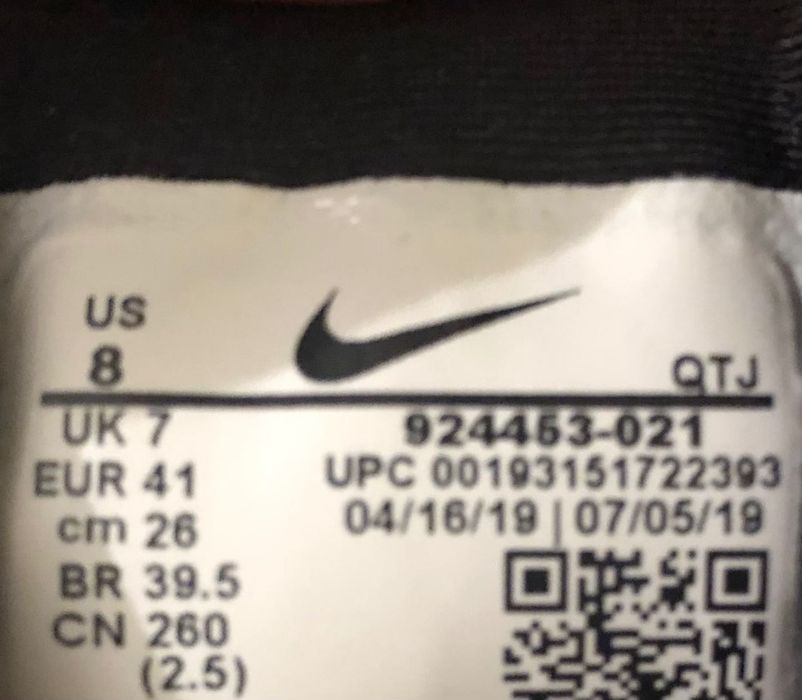 US
8
QTJ
UK 7
924453-021
EUR 41
UPC 00193151722393
cm 26
04/16/19 | 07/05/19
BR 39.5
CN 260
(2.5)